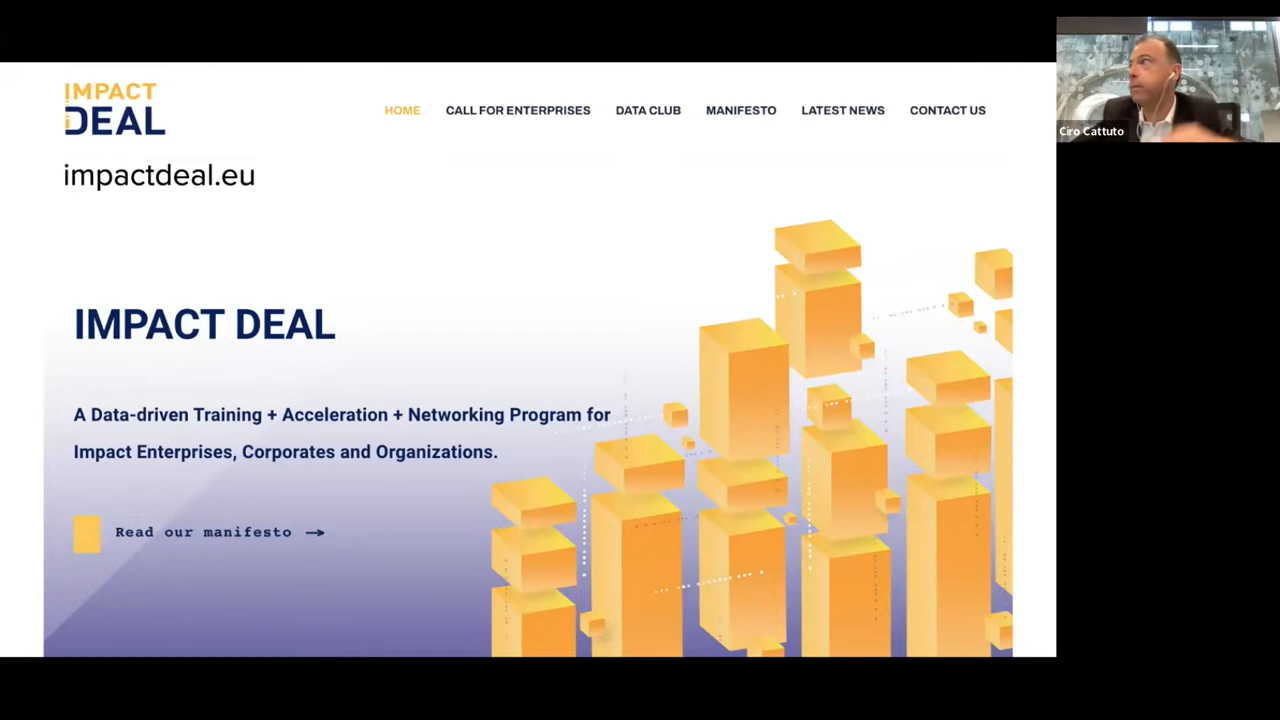 IMPACT
DEAL
HOME CALL FOR ENTERPRISES DATA CLUB MANIFESTO LATEST NEWS CONTACT US
impactdeal.eu
Ciro Cattuto
IMPACT DEAL
A Data-driven Training + Acceleration + Networking Program for
Impact Enterprises, Corporates and Organizations.
Read our manifesto →